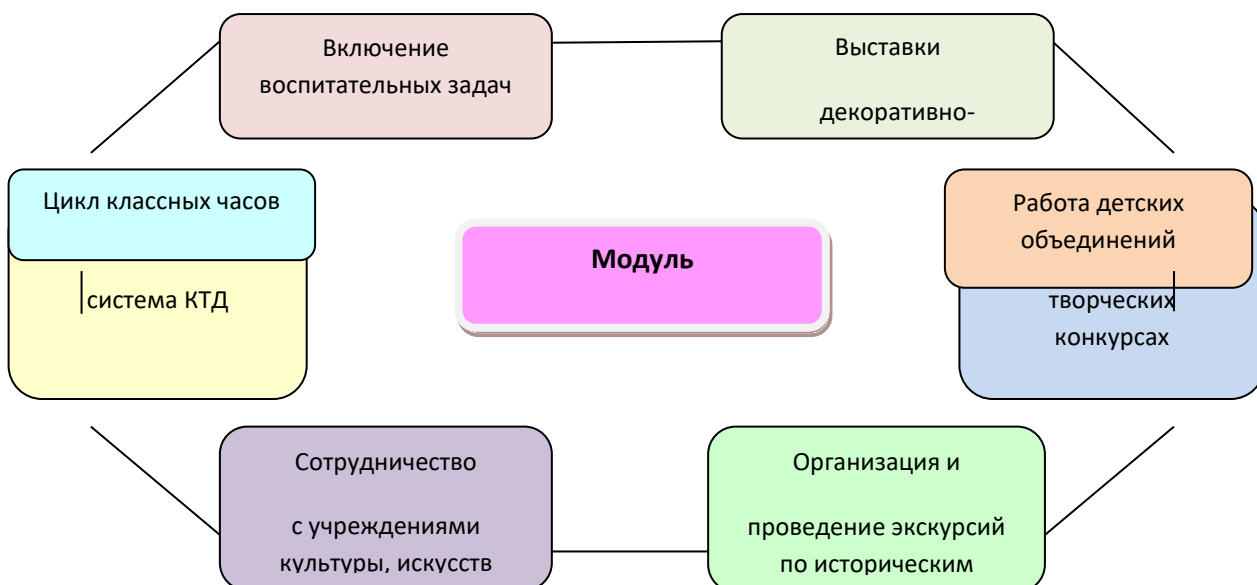 Включение
воспитательных задач
Выставки
декоративно-
Цикл классных часов
система КТД
Модуль
Работа детских
объединений
творческих
конкурсах
Сотрудничество
с учреждениями
культуры, искусств
Организация и
проведение экскурсий
по историческим